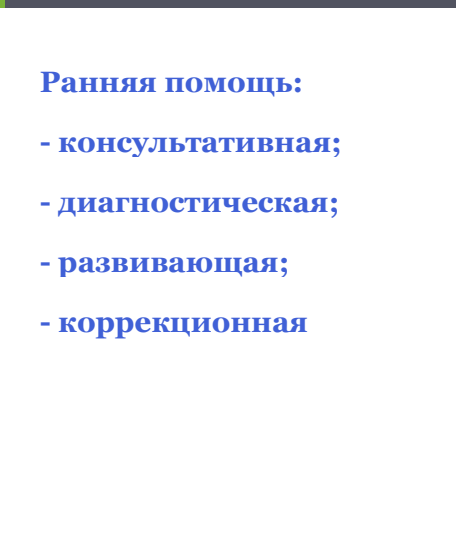 Ранняя помощь:
- консультативная;
- диагностическая;
- развивающая;
- коррекционная